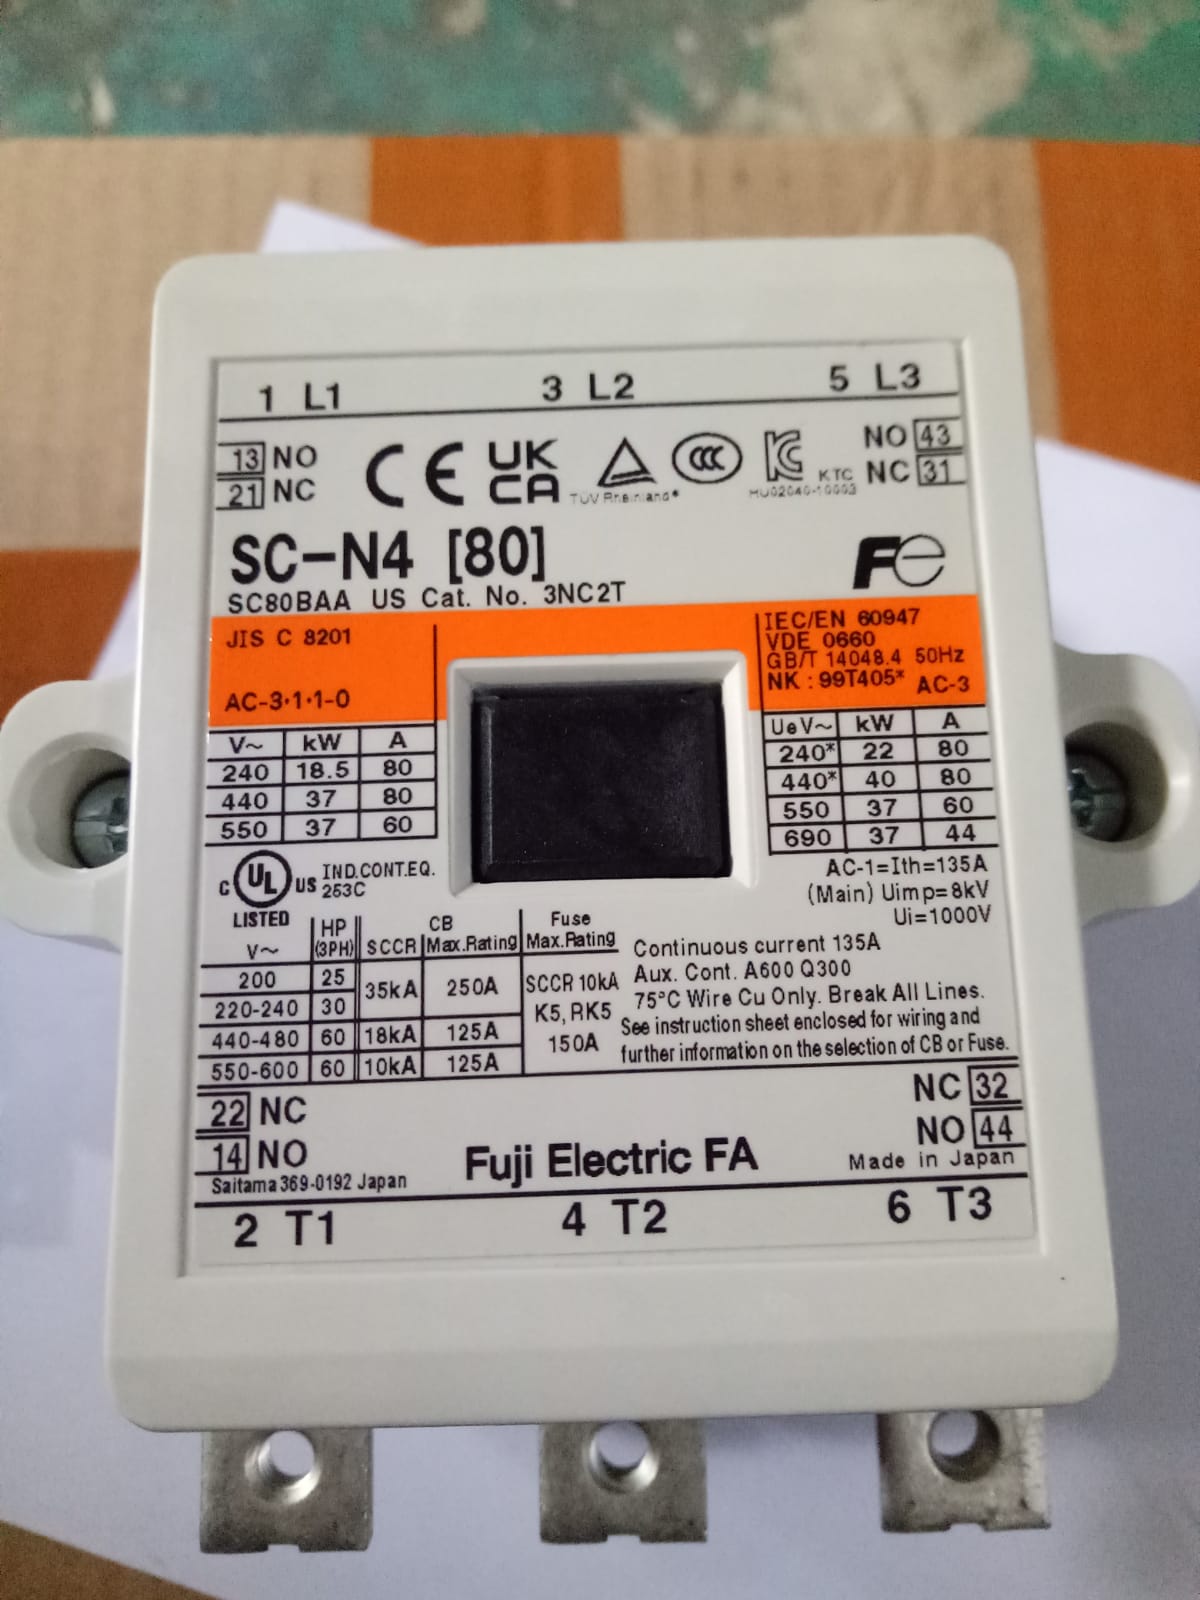 1 L1 3 L2 5 L3
13 NO
21 NC
CE UK CA
TÜV Rheinland®
CCC
KC KTC
NO 43
NC 31
SC-N4 [80]
Fe
SC80BAA US Cat. No. 3NC2T
JIS C 8201
AC-3·1·1-0
V~ kW A
240 18.5 80
440 37 80
550 37 60
IEC/EN 60947
VDE 0660
GB/T 14048.4 50Hz
NK : 99T405* AC-3
Ue V~ kW A
240* 22 80
440* 40 80
550 37 60
690 37 44
AC-1=Ith=135A
(Main) Uimp=8kV
Ui=1000V
C UL US IND.CONT.EQ.
253C
LISTED
V~ HP (3PH) SCCR CB Max.Rating Fuse Max.Rating
200 25 35kA 250A SCCR 10kA
220-240 30 K5, RK5
440-480 60 18kA 125A 150A
550-600 60 10kA 125A
Continuous current 135A
Aux. Cont. A600 Q300
75°C Wire Cu Only. Break All Lines.
See instruction sheet enclosed for wiring and
further information on the selection of CB or Fuse.
22 NC
14 NO
Saitama 369-0192 Japan
Fuji Electric FA
NC 32
NO 44
Made in Japan
2 T1 4 T2 6 T3